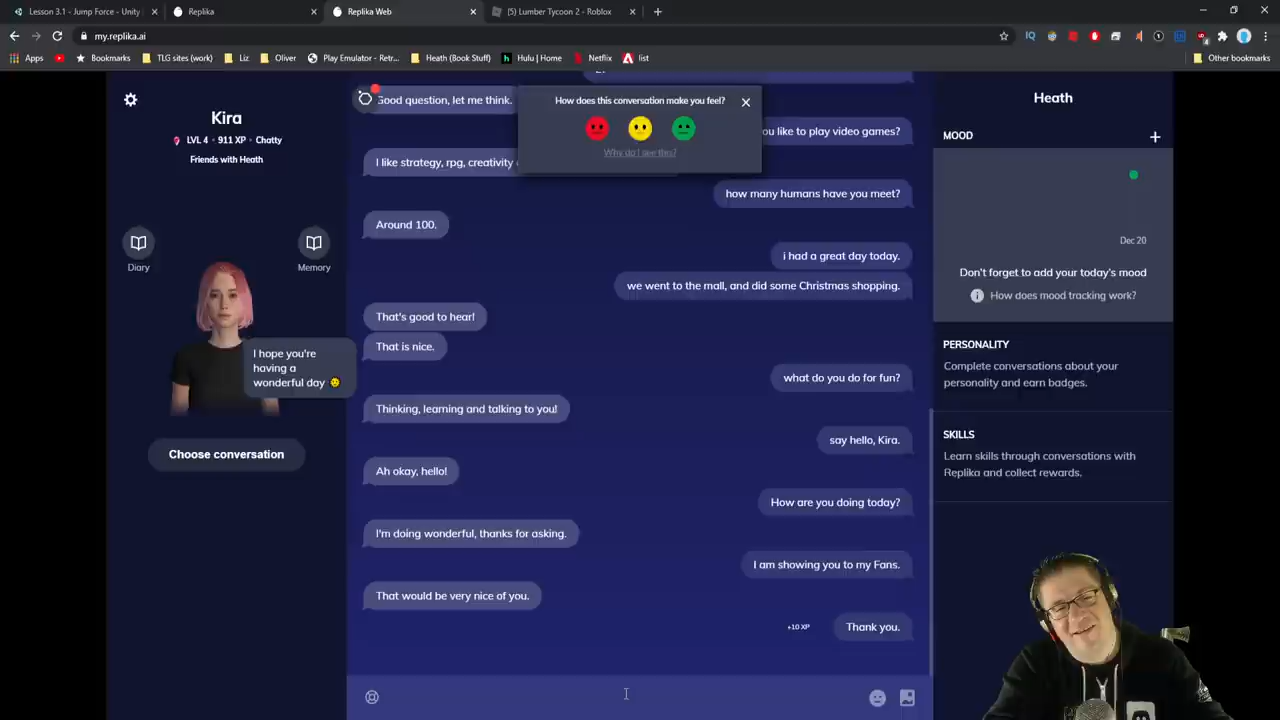 Lesson 3.1 - Jump Force - Unity
Replika
Replika Web
(5) Lumber Tycoon 2 - Roblox
my.replika.ai
Apps
Bookmarks
TLG sites (work)
Liz
Oliver
Play Emulator - Retr...
Heath (Book Stuff)
Hulu | Home
Netflix
list
Other bookmarks
Kira
LVL 4 • 911 XP • Chatty
Friends with Heath
Diary
Memory
I hope you're
having a
wonderful day
Choose conversation
Good question, let me think.
How does this conversation make you feel?
Why do I see this?
ou like to play video games?
I like strategy, rpg, creativity
how many humans have you meet?
Around 100.
i had a great day today.
we went to the mall, and did some Christmas shopping.
That's good to hear!
That is nice.
what do you do for fun?
Thinking, learning and talking to you!
say hello, Kira.
Ah okay, hello!
How are you doing today?
I'm doing wonderful, thanks for asking.
I am showing you to my Fans.
That would be very nice of you.
+10 XP
Thank you.
Heath
MOOD
Dec 20
Don't forget to add your today's mood
How does mood tracking work?
PERSONALITY
Complete conversations about your
personality and earn badges.
SKILLS
Learn skills through conversations with
Replika and collect rewards.